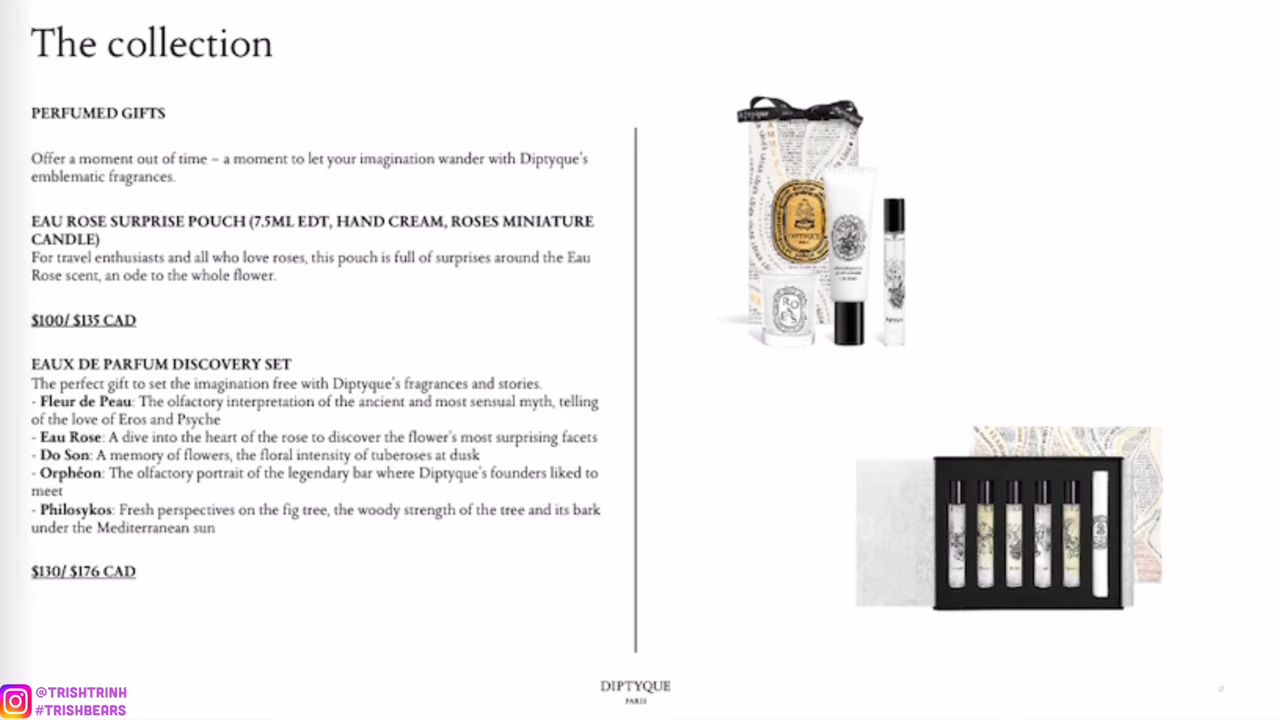 The collection
PERFUMED GIFTS
Offer a moment out of time – a moment to let your imagination wander with Diptyque's
emblematic fragrances.
EAU ROSE SURPRISE POUCH (7.5ML EDT, HAND CREAM, ROSES MINIATURE
CANDLE)
For travel enthusiasts and all who love roses, this pouch is full of surprises around the Eau
Rose scent, an ode to the whole flower.
$100/ $135 CAD
EAUX DE PARFUM DISCOVERY SET
The perfect gift to set the imagination free with Diptyque's fragrances and stories.
- Fleur de Peau: The olfactory interpretation of the ancient and most sensual myth, telling
of the love of Eros and Psyche
- Eau Rose: A dive into the heart of the rose to discover the flower's most surprising facets
- Do Son: A memory of flowers, the floral intensity of tuberoses at dusk
- Orphéon: The olfactory portrait of the legendary bar where Diptyque's founders liked to
meet
- Philosykos: Fresh perspectives on the fig tree, the woody strength of the tree and its bark
under the Mediterranean sun
$130/ $176 CAD
DIPTYQUE
ROSES
DIPTYQUE
PARIS
@TRISHTRINH
#TRISHBEARS